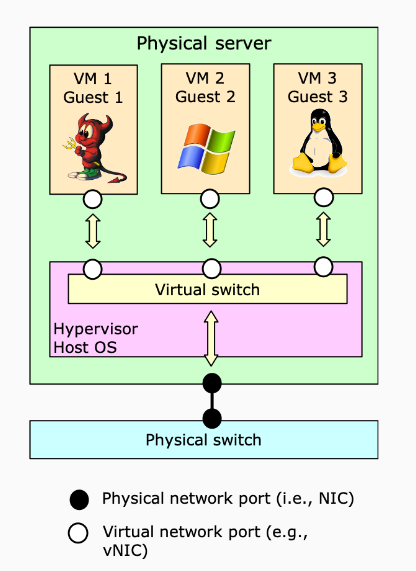 Physical server
VM 1
Guest 1
VM 2
Guest 2
VM 3
Guest 3
Virtual switch
Hypervisor
Host OS
Physical switch
Physical network port (i.e., NIC)
Virtual network port (e.g.,
vNIC)